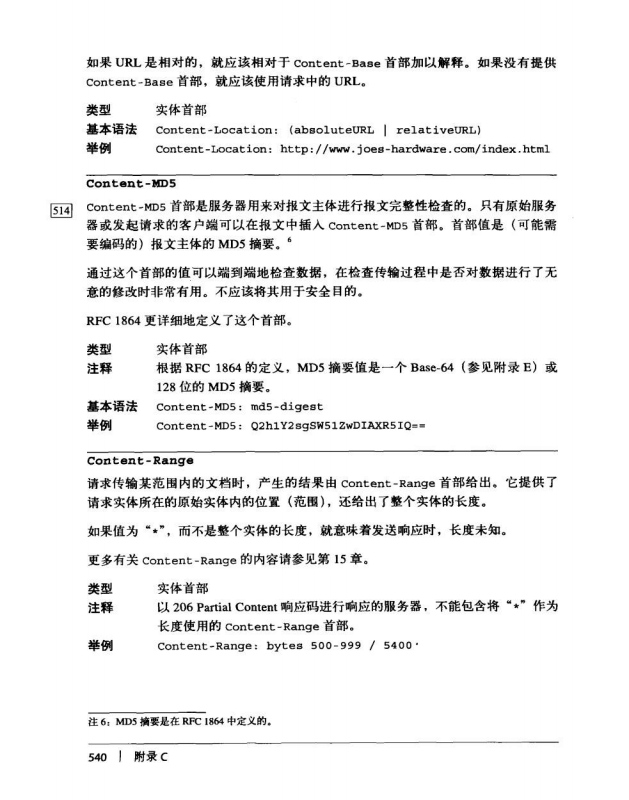 如果 URL 是相对的，就应该相对于 Content-Base 首部加以解释。如果没有提供
Content-Base 首部，就应该使用请求中的 URL。
类型 实体首部
基本语法 Content-Location: (absoluteURL | relativeURL)
举例 Content-Location: http://www.joes-hardware.com/index.html
Content-MD5
514 Content-MD5 首部是服务器用来对报文主体进行报文完整性检查的。只有原始服务
器或发起请求的客户端可以在报文中插入 Content-MD5 首部。首部值是（可能需
要编码的）报文主体的 MD5 摘要。6
通过这个首部的值可以端到端地检查数据，在检查传输过程中是否对数据进行了无
意的修改时非常有用。不应该将其用于安全目的。
RFC 1864 更详细地定义了这个首部。
类型 实体首部
注释 根据 RFC 1864 的定义，MD5 摘要值是一个 Base-64（参见附录 E）或
128 位的 MD5 摘要。
基本语法 Content-MD5: md5-digest
举例 Content-MD5: Q2h1Y2sgSW51ZwDIAXR5IQ==
Content-Range
请求传输某范围内的文档时，产生的结果由 Content-Range 首部给出。它提供了
请求实体所在的原始实体内的位置（范围），还给出了整个实体的长度。
如果值为“*”，而不是整个实体的长度，就意味着发送响应时，长度未知。
更多有关 Content-Range 的内容请参见第 15 章。
类型 实体首部
注释 以 206 Partial Content 响应码进行响应的服务器，不能包含将“*”作为
长度使用的 Content-Range 首部。
举例 Content-Range: bytes 500-999 / 5400
注 6：MD5 摘要是在 RFC 1864 中定义的。
540 | 附录 C